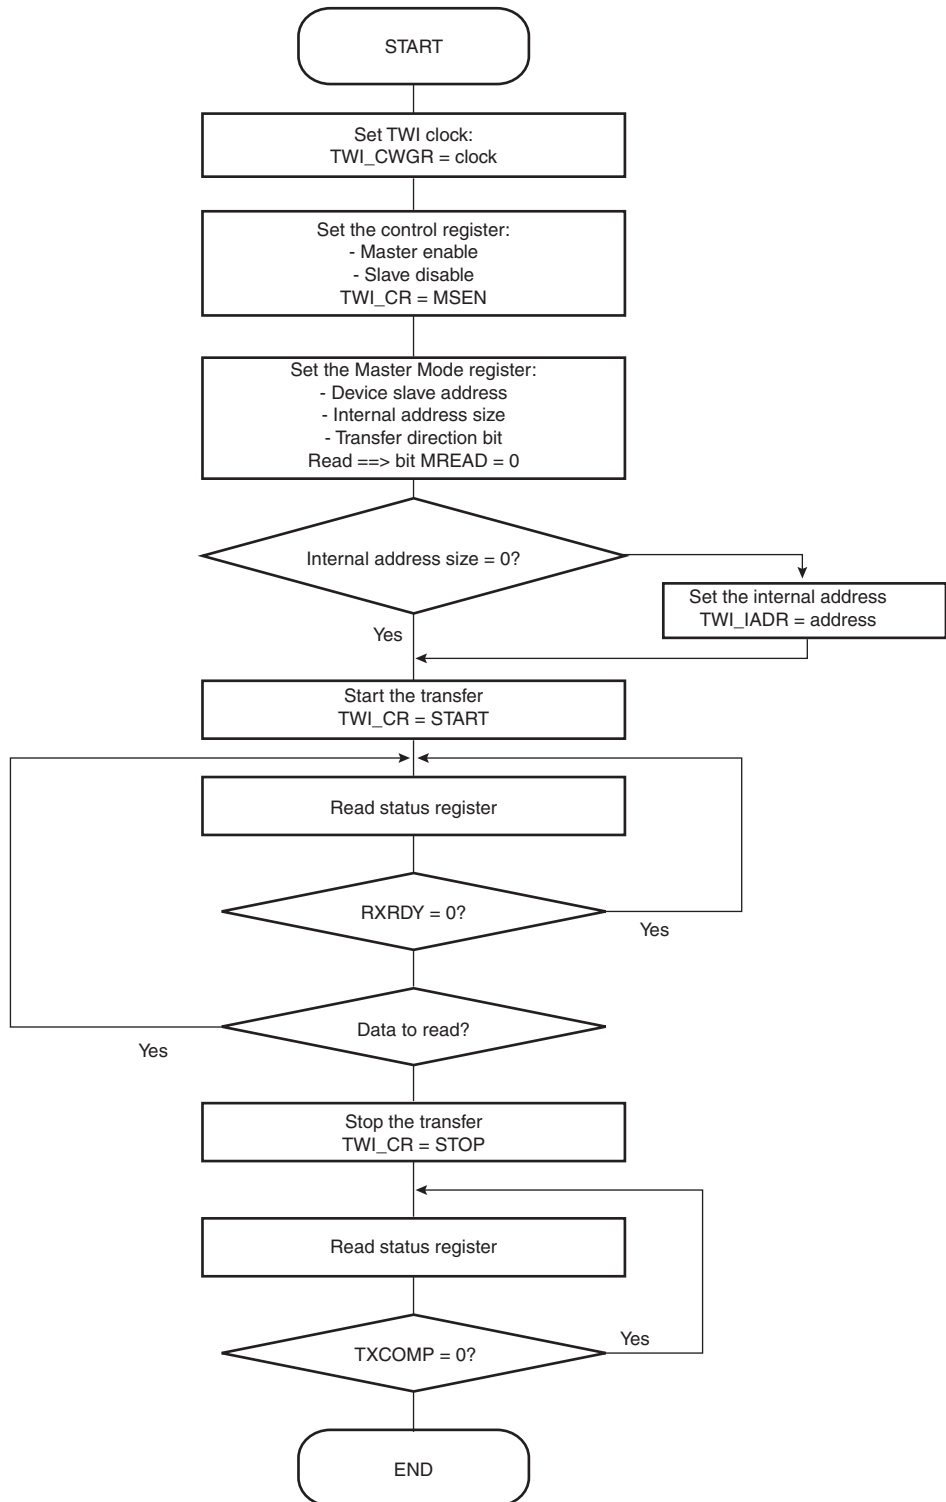 START
Set TWI clock:
TWI_CWGR = clock
Set the control register:
- Master enable
- Slave disable
TWI_CR = MSEN
Set the Master Mode register:
- Device slave address
- Internal address size
- Transfer direction bit
Read ==> bit MREAD = 0
Internal address size = 0?
Set the internal address
TWI_IADR = address
Yes
Start the transfer
TWI_CR = START
Read status register
RXRDY = 0?
Yes
Data to read?
Yes
Stop the transfer
TWI_CR = STOP
Read status register
TXCOMP = 0?
Yes
END